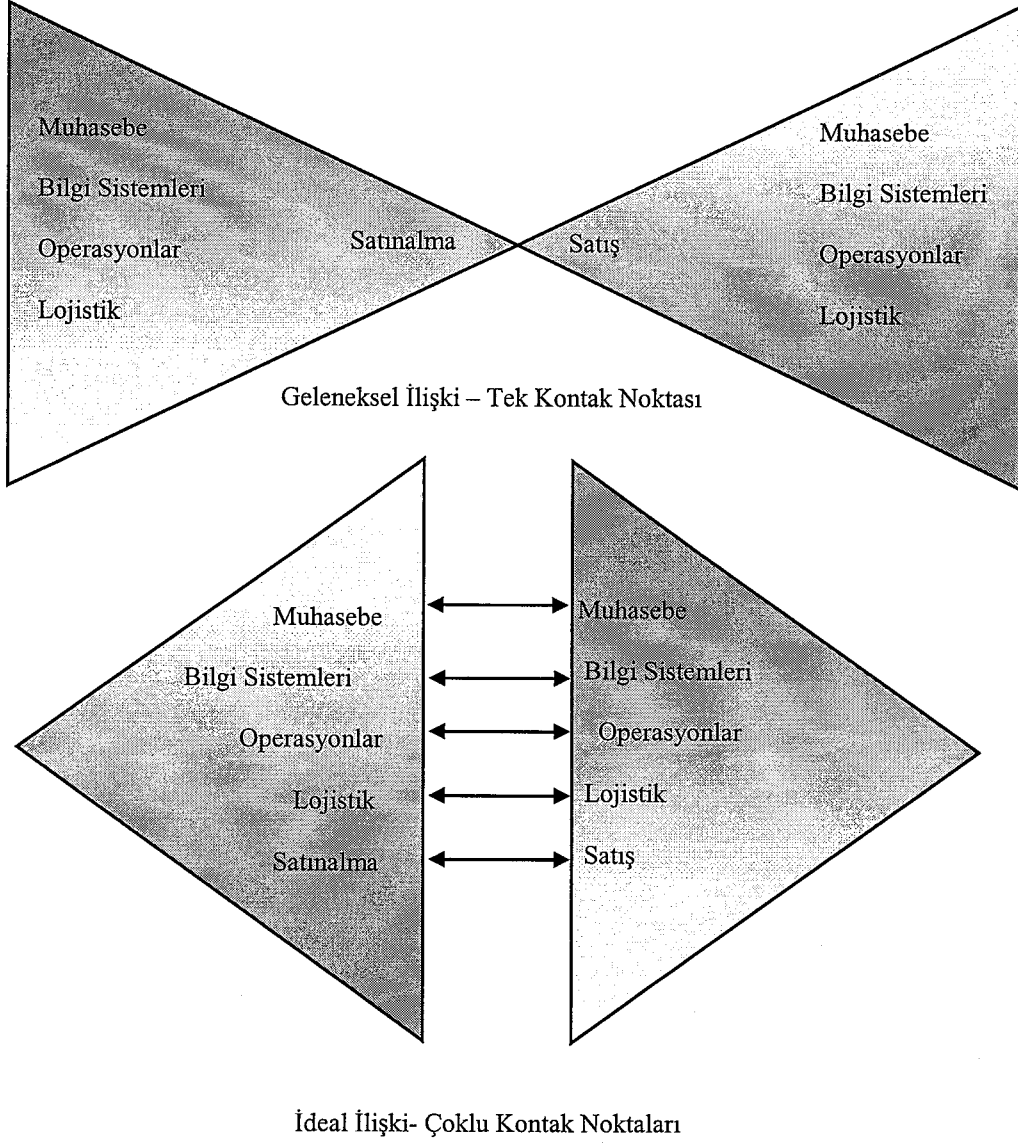 Muhasebe
Bilgi Sistemleri
Operasyonlar
Lojistik
Satınalma
Satış
Muhasebe
Bilgi Sistemleri
Operasyonlar
Lojistik
Geleneksel İlişki – Tek Kontak Noktası
Muhasebe
Bilgi Sistemleri
Operasyonlar
Lojistik
Satınalma
Muhasebe
Bilgi Sistemleri
Operasyonlar
Lojistik
Satış
İdeal İlişki- Çoklu Kontak Noktaları